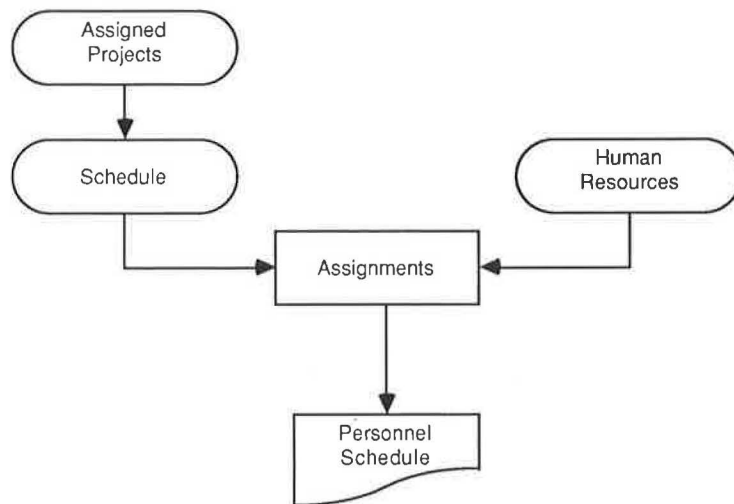 Assigned
Projects
Schedule
Human
Resources
Assignments
Personnel
Schedule